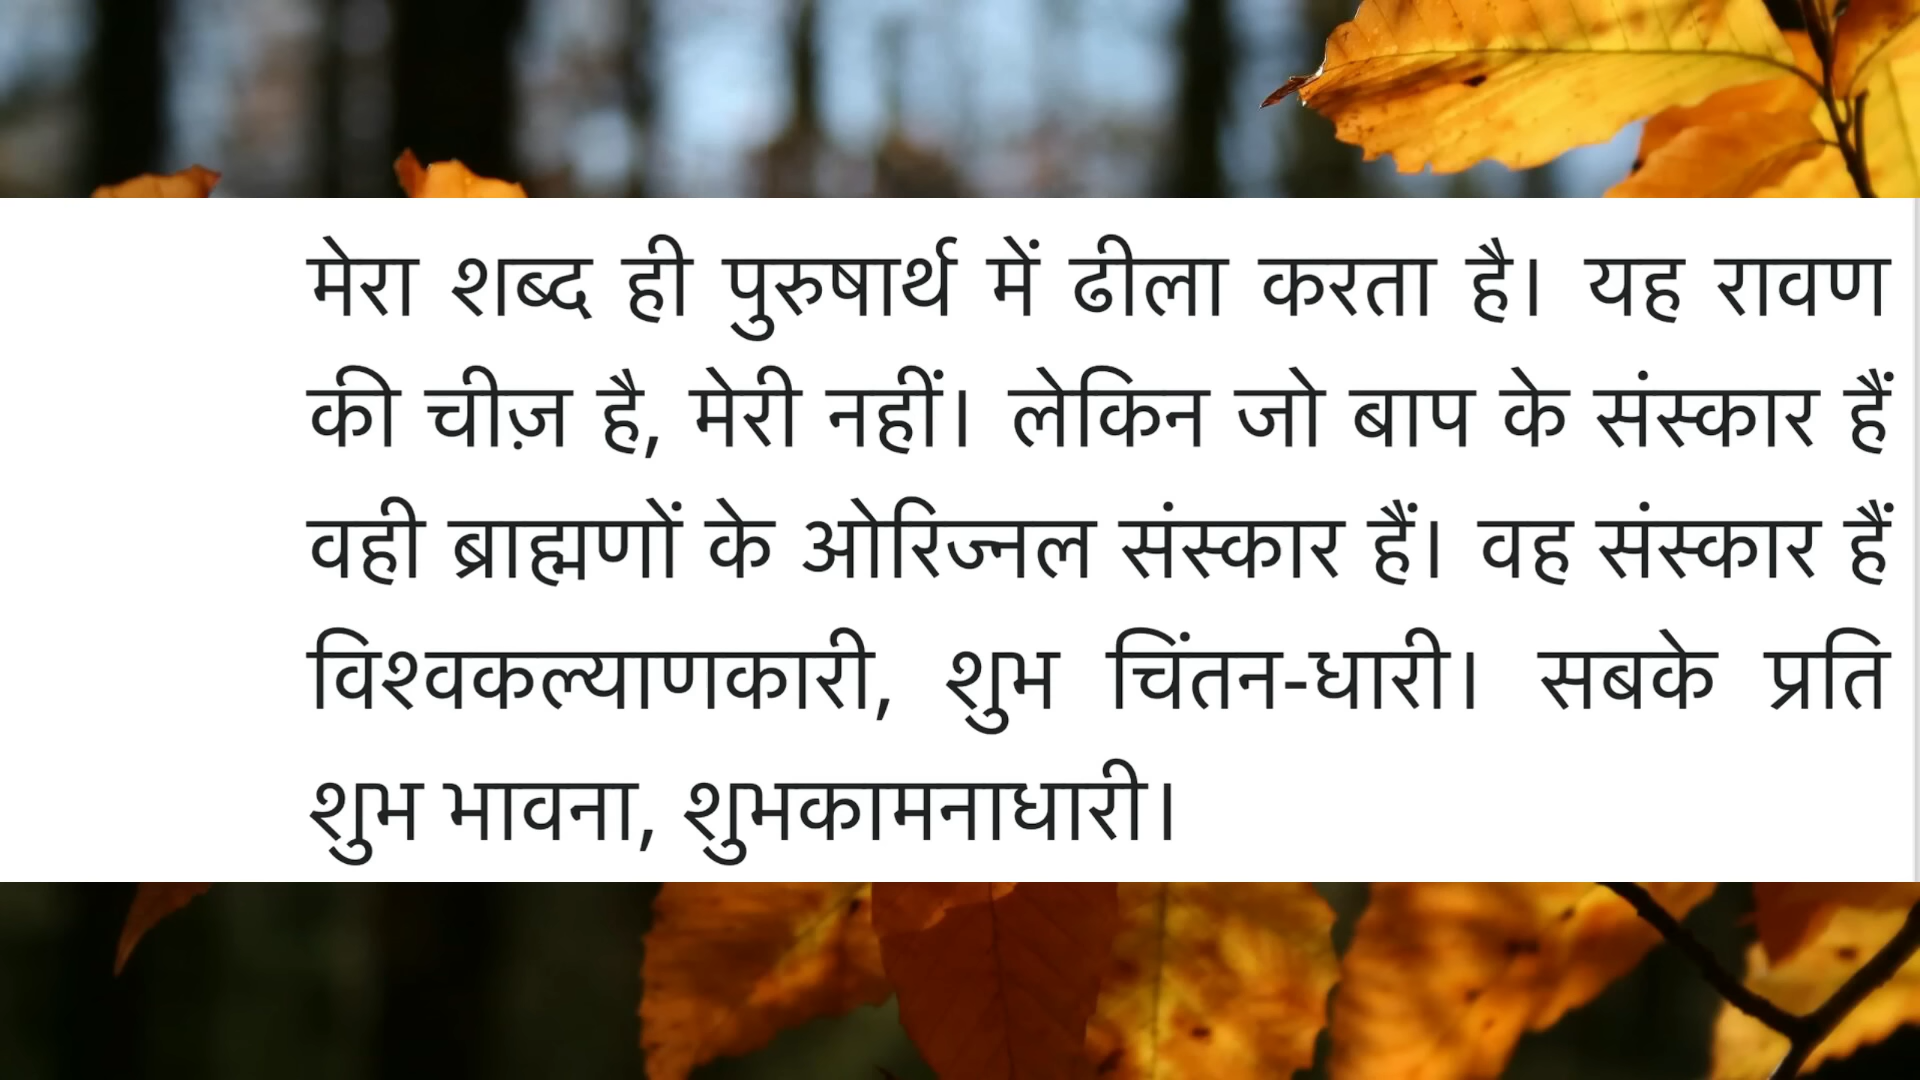 मेरा शब्द ही पुरुषार्थ में ढीला करता है। यह रावण
की चीज़ है, मेरी नहीं। लेकिन जो बाप के संस्कार हैं
वही ब्राह्मणों के ओरिज्नल संस्कार हैं। वह संस्कार हैं
विश्वकल्याणकारी, शुभ चिंतन-धारी। सबके प्रति
शुभ भावना, शुभकामनाधारी।